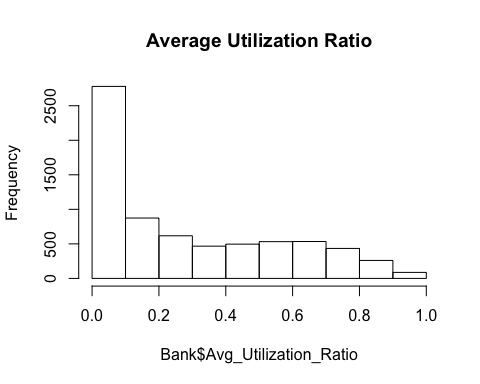 Average Utilization Ratio
Frequency
2500
1500
500
0
0.0 0.2 0.4 0.6 0.8 1.0
Bank$Avg_Utilization_Ratio